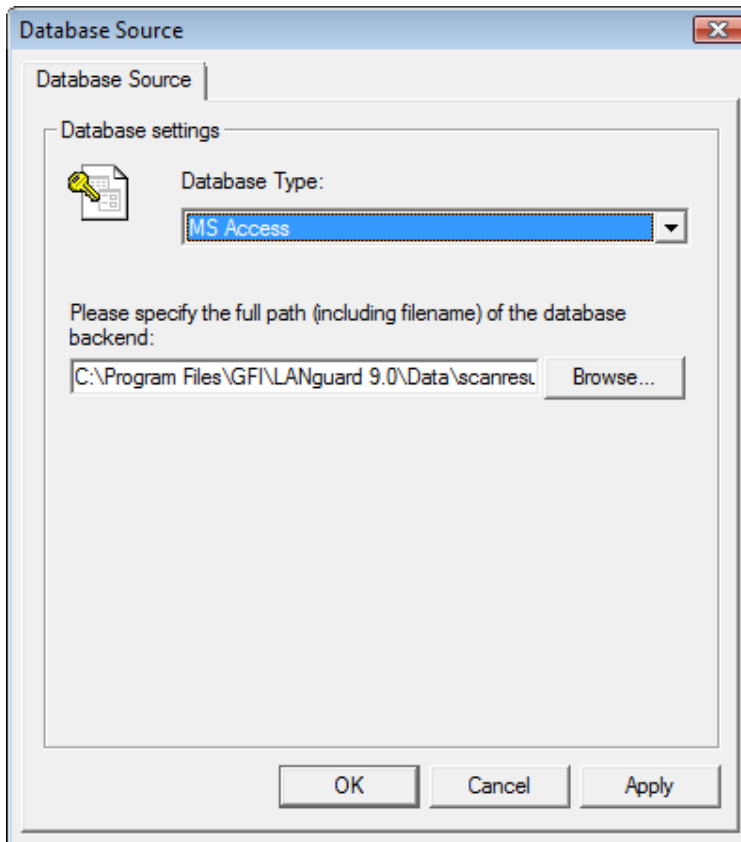 Database Source
Database Source
Database settings
Database Type:
MS Access
Please specify the full path (including filename) of the database
backend:
C:\Program Files\GFI\LANguard 9.0\Data\scanresu
Browse...
OK
Cancel
Apply